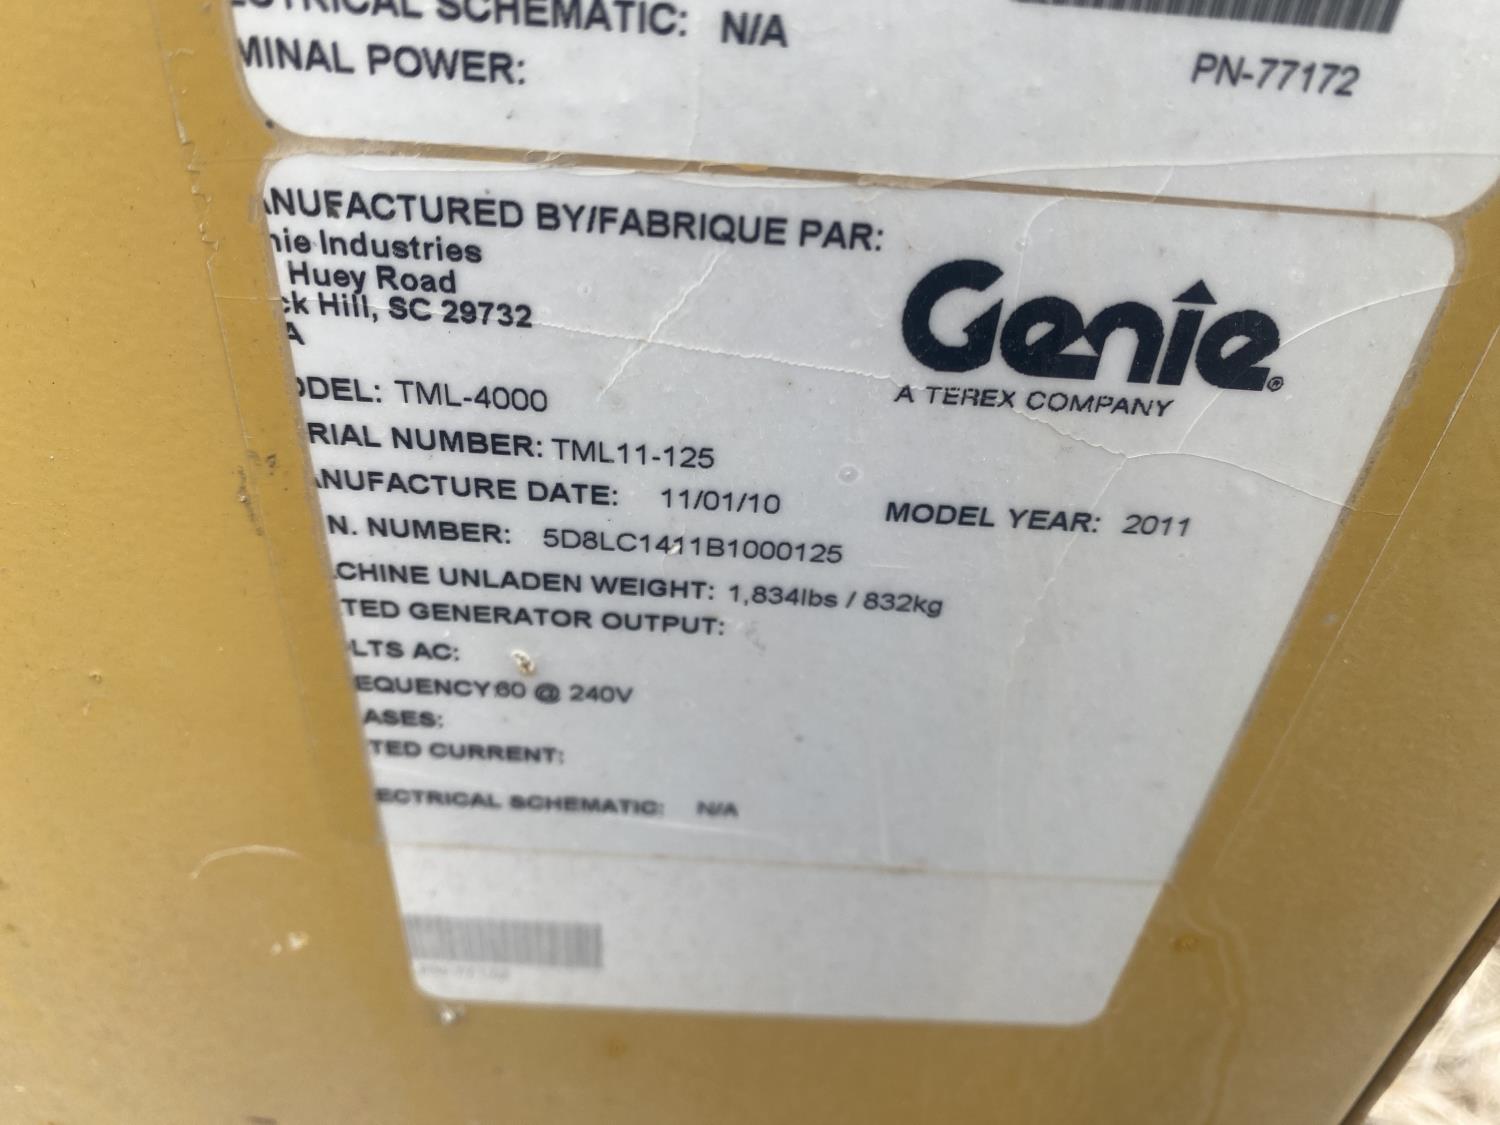 CTRICAL SCHEMATIC: N/A
MINAL POWER:
PN-77172
ANUFACTURED BY/FABRIQUE PAR:
nie Industries
Huey Road
ck Hill, SC 29732
A
Genie®
A TEREX COMPANY
ODEL: TML-4000
RIAL NUMBER: TML11-125
ANUFACTURE DATE: 11/01/10 MODEL YEAR: 2011
N. NUMBER: 5D8LC1411B1000125
CHINE UNLADEN WEIGHT: 1,834lbs / 832kg
TED GENERATOR OUTPUT:
LTS AC:
EQUENCY:60 @ 240V
ASES:
TED CURRENT:
ECTRICAL SCHEMATIC: N/A